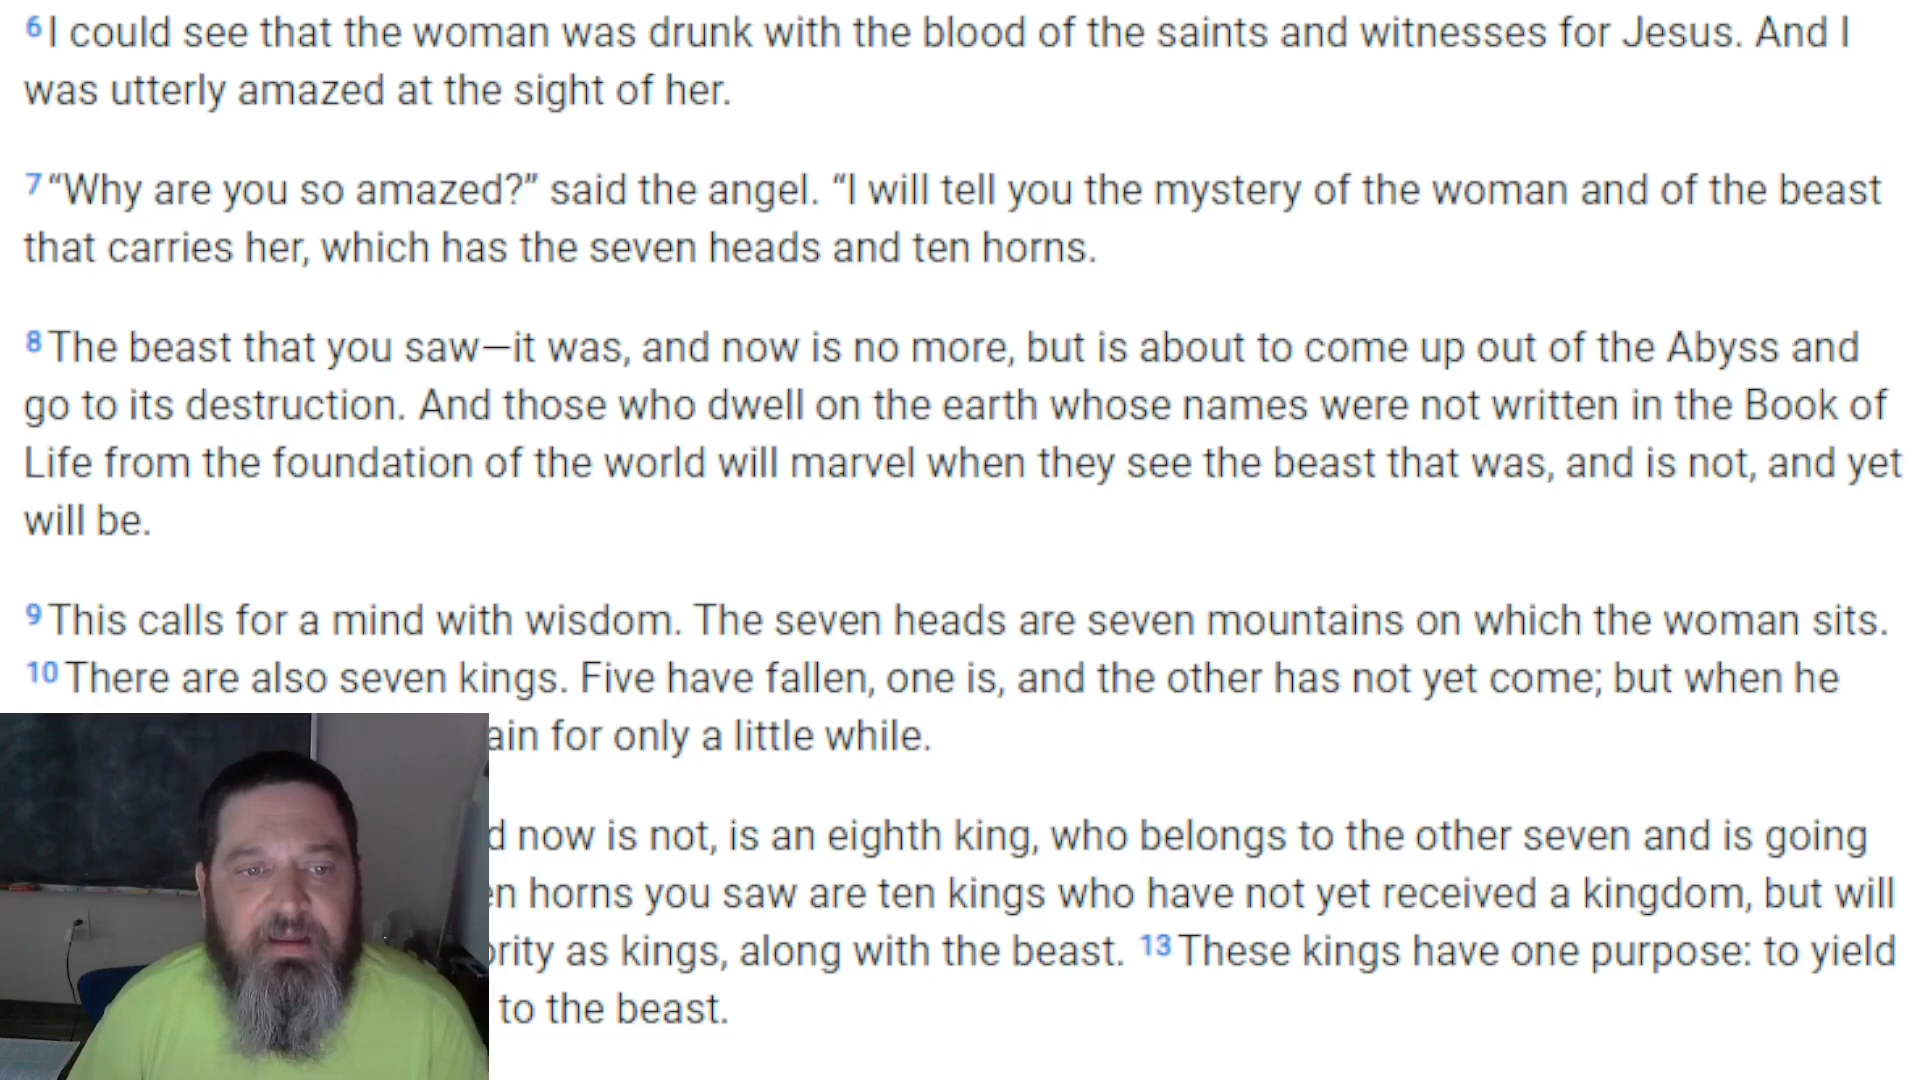 6 I could see that the woman was drunk with the blood of the saints and witnesses for Jesus. And I
was utterly amazed at the sight of her.
7 “Why are you so amazed?” said the angel. “I will tell you the mystery of the woman and of the beast
that carries her, which has the seven heads and ten horns.
8 The beast that you saw—it was, and now is no more, but is about to come up out of the Abyss and
go to its destruction. And those who dwell on the earth whose names were not written in the Book of
Life from the foundation of the world will marvel when they see the beast that was, and is not, and yet
will be.
9 This calls for a mind with wisdom. The seven heads are seven mountains on which the woman sits.
10 There are also seven kings. Five have fallen, one is, and the other has not yet come; but when he
ain for only a little while.
d now is not, is an eighth king, who belongs to the other seven and is going
n horns you saw are ten kings who have not yet received a kingdom, but will
ority as kings, along with the beast. 13 These kings have one purpose: to yield
to the beast.